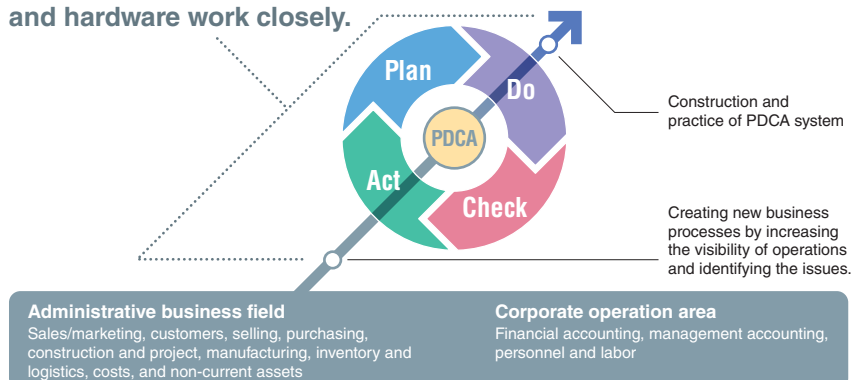 and hardware work closely.
Plan
Do
PDCA
Act
Check
Construction and
practice of PDCA system
Creating new business
processes by increasing
the visibility of operations
and identifying the issues.
Administrative business field
Sales/marketing, customers, selling, purchasing,
construction and project, manufacturing, inventory and
logistics, costs, and non-current assets
Corporate operation area
Financial accounting, management accounting,
personnel and labor